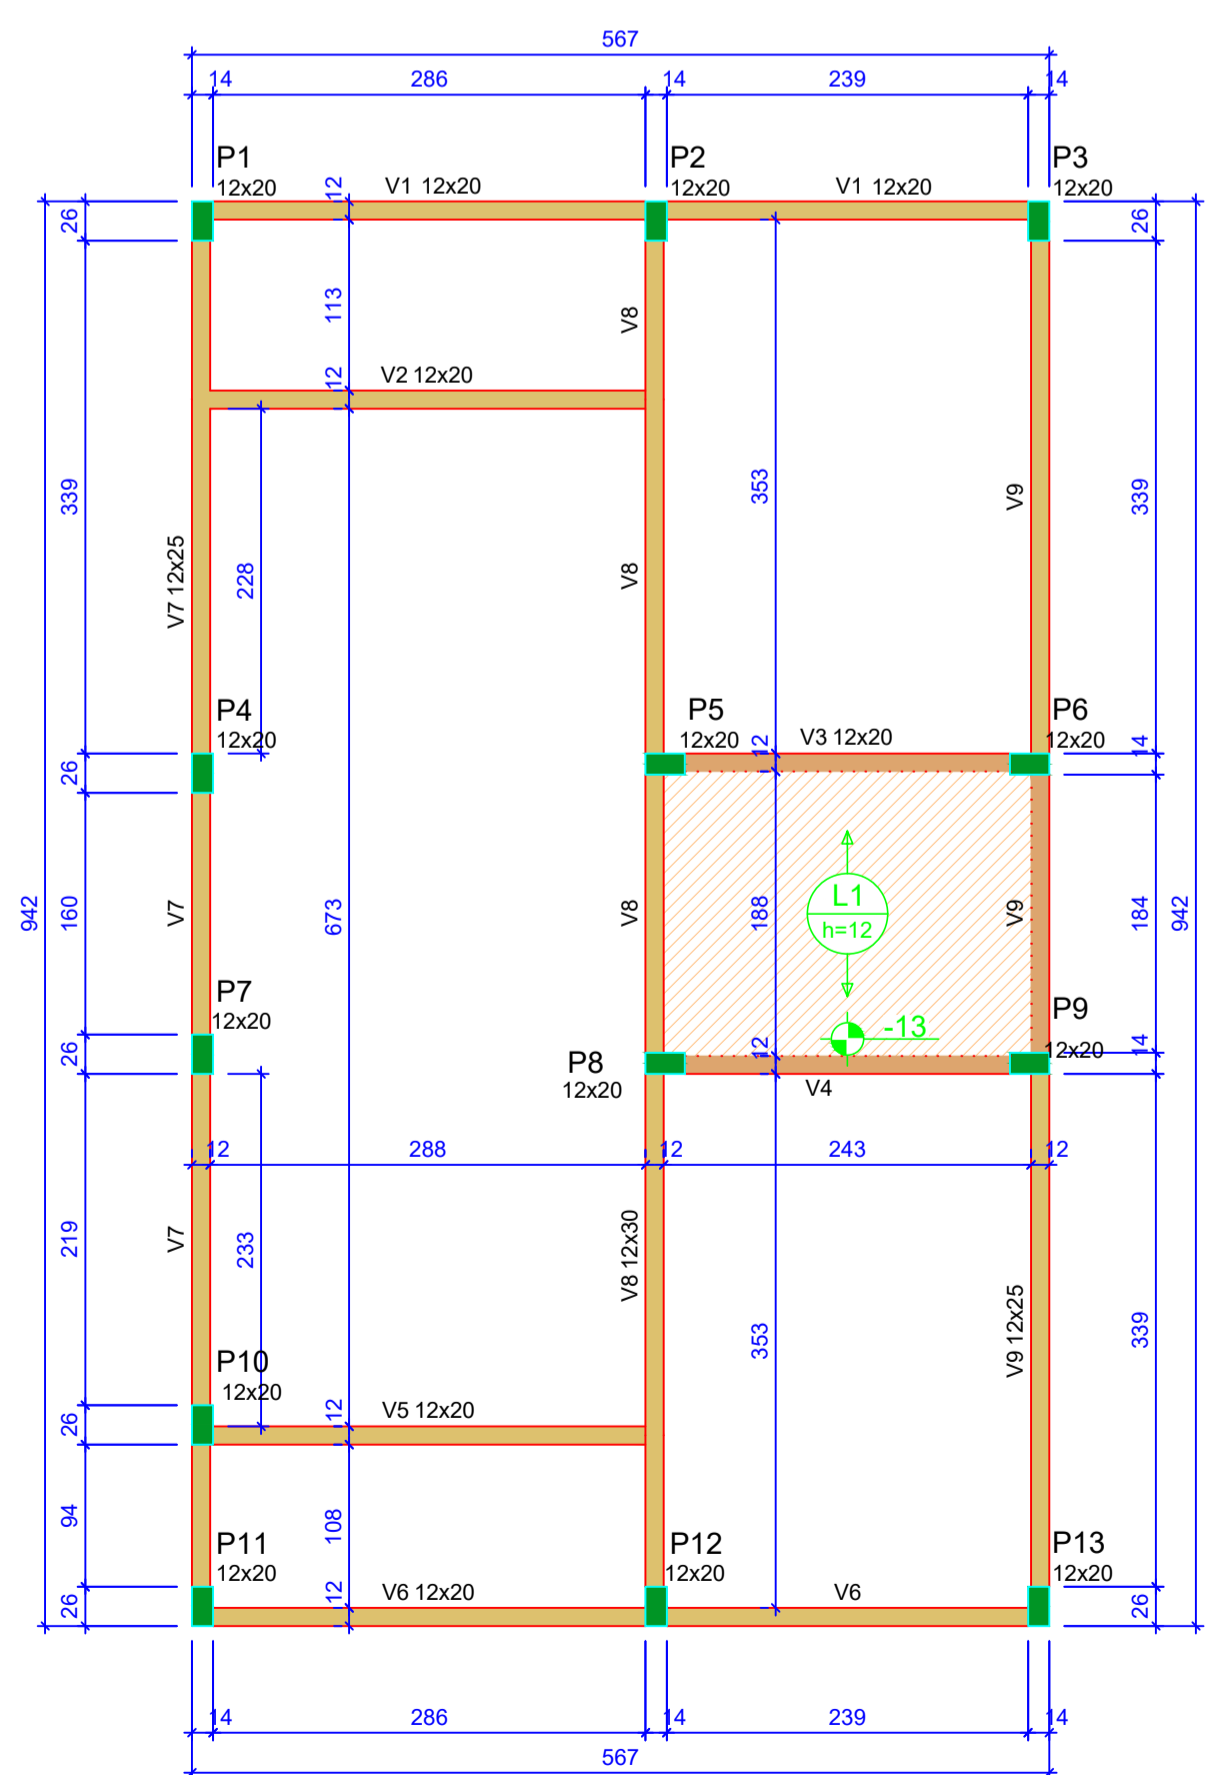 567
14 286 14 239 14
P1 P2 P3
12x20 12 V1 12x20 12x20 V1 12x20 12x20
26 26
113 V8
12 V2 12x20
339 353 V9 339
V7 12x25 228 V8
P4 P5 P6
12x20 12x20 12 V3 12x20 12x20 14
26
L1
942 160 V7 673 V8 188 h=12 V9 184 942
P7 P9
12x20 -13
26 12 12x20 14
P8 V4
12x20
12 288 12 243 12
219 V7 233 V8 12x30
353 V9 12x25 339
P10
12x20
26 12 V5 12x20
94 108
P11 P12 P13
12x20 12x20 12x20
26 12 V6 12x20 V6 26
14 286 14 239 14
567